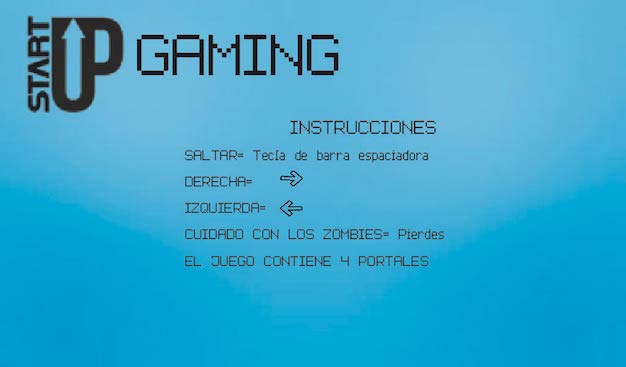 START UP GAMING
INSTRUCCIONES
SALTAR= Tecía de barra espaciadora
DERECHA=
IZQUIERDA=
CUIDADO CON LOS ZOMBIES= Pierdes
EL JUEGO CONTIENE 4 PORTALES